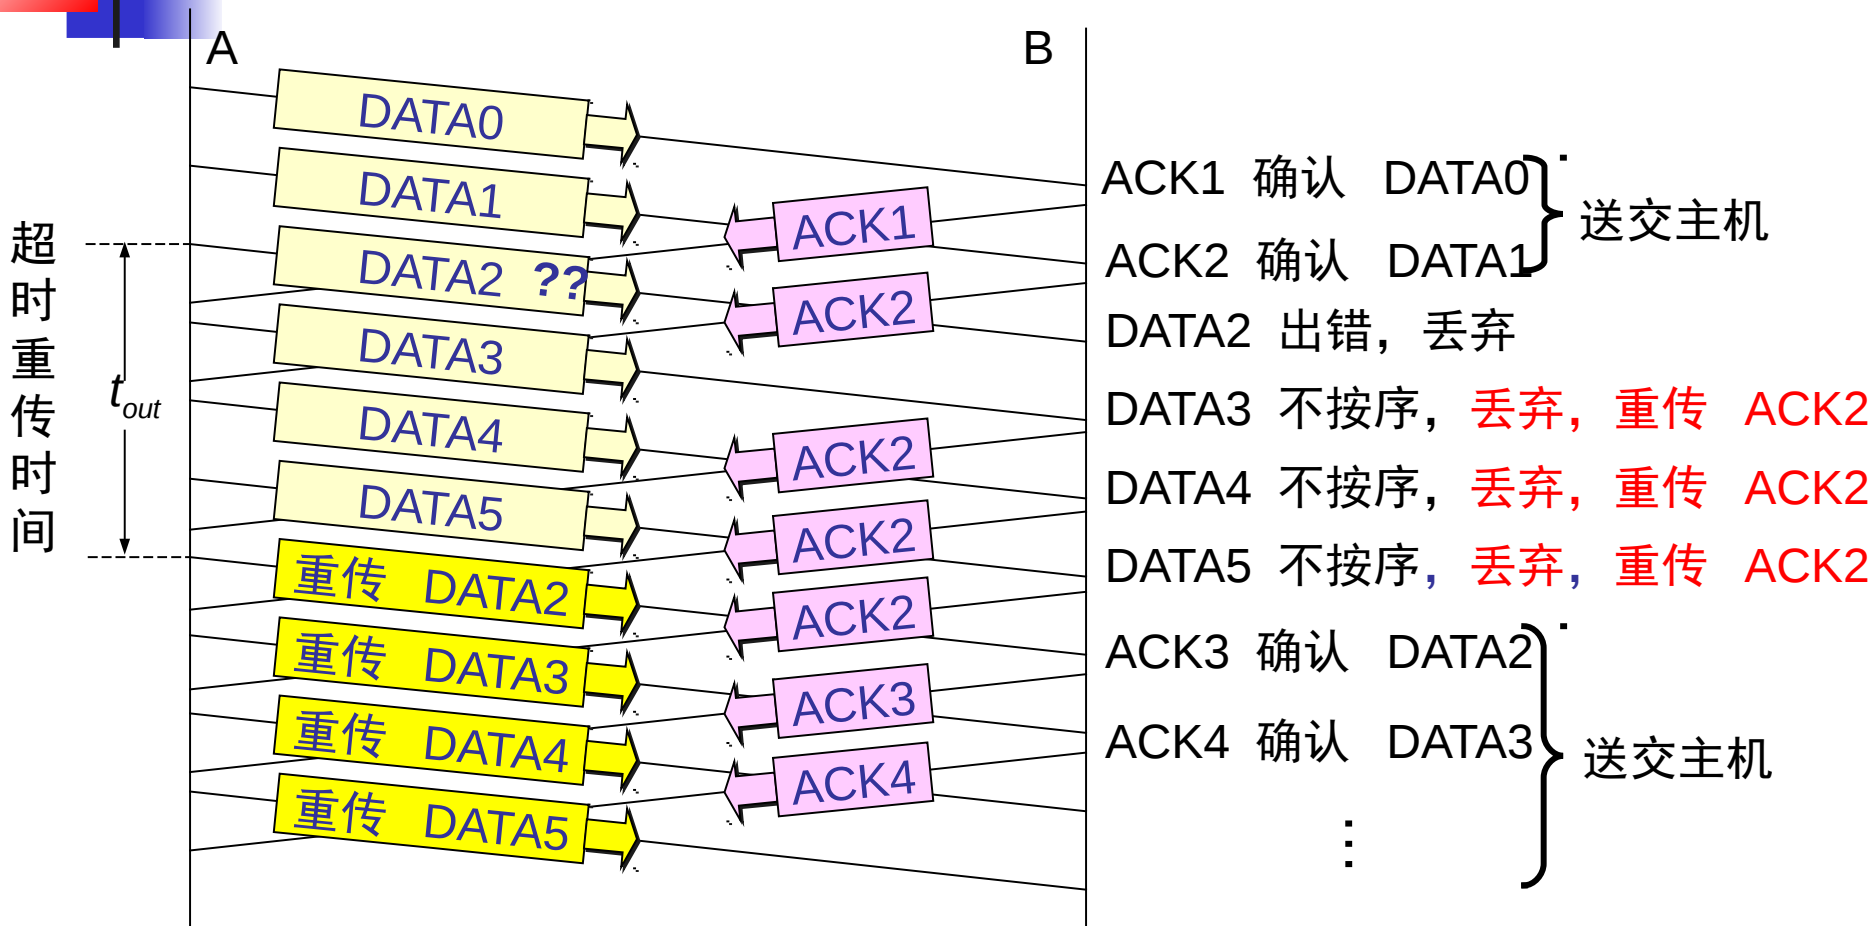 A
B
DATA0
DATA1
DATA2 ??
DATA3
DATA4
DATA5
重传 DATA2
重传 DATA3
重传 DATA4
重传 DATA5
ACK1
ACK2
ACK2
ACK2
ACK2
ACK3
ACK4
超时重传时间
tout
ACK1 确认 DATA0
ACK2 确认 DATA1
送交主机
DATA2 出错，丢弃
DATA3 不按序，丢弃，重传 ACK2
DATA4 不按序，丢弃，重传 ACK2
DATA5 不按序，丢弃，重传 ACK2
ACK3 确认 DATA2
ACK4 确认 DATA3
送交主机
⋮